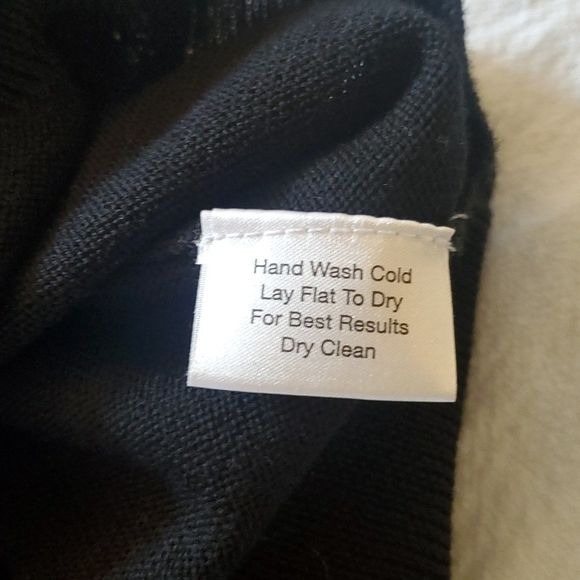 Hand Wash Cold
Lay Flat To Dry
For Best Results
Dry Clean